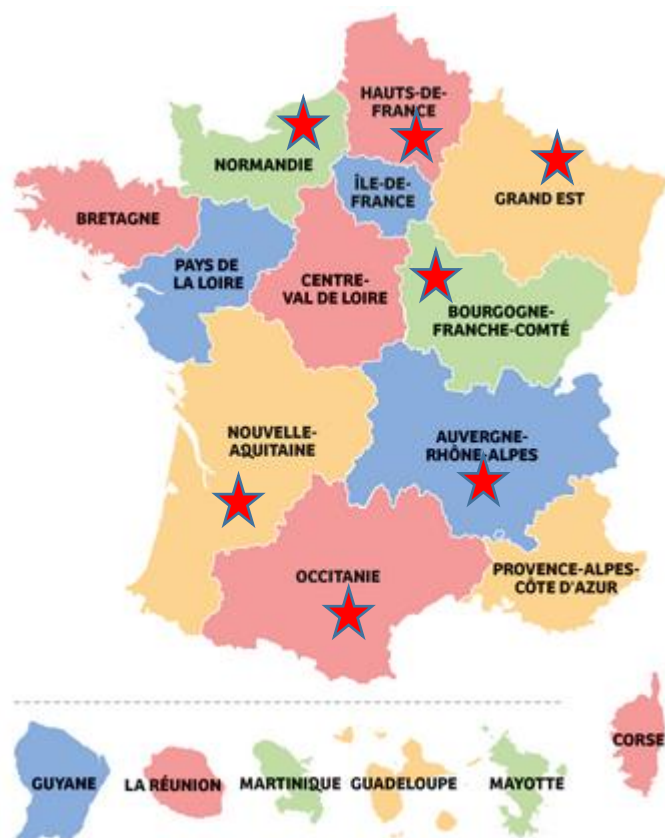 HAUTS-DE-
FRANCE
NORMANDIE
ÎLE-DE-
FRANCE
GRAND EST
BRETAGNE
PAYS DE
LA LOIRE
CENTRE-
VAL DE LOIRE
BOURGOGNE-
FRANCHE-COMTÉ
NOUVELLE-
AQUITAINE
AUVERGNE-
RHÔNE-ALPES
OCCITANIE
PROVENCE-ALPES-
CÔTE D'AZUR
CORSE
GUYANE
LA RÉUNION
MARTINIQUE
GUADELOUPE
MAYOTTE